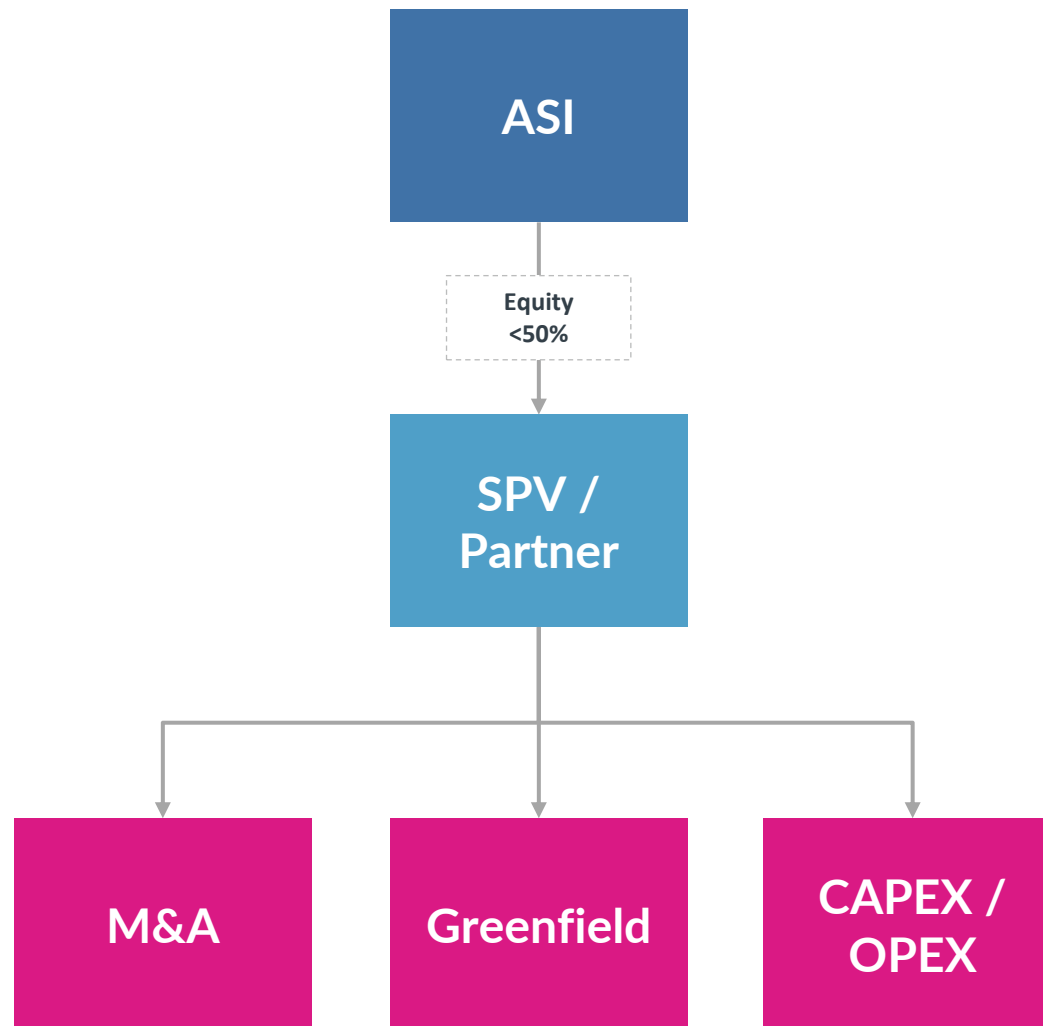 ASI
Equity
<50%
SPV /
Partner
M&A
Greenfield
CAPEX /
OPEX